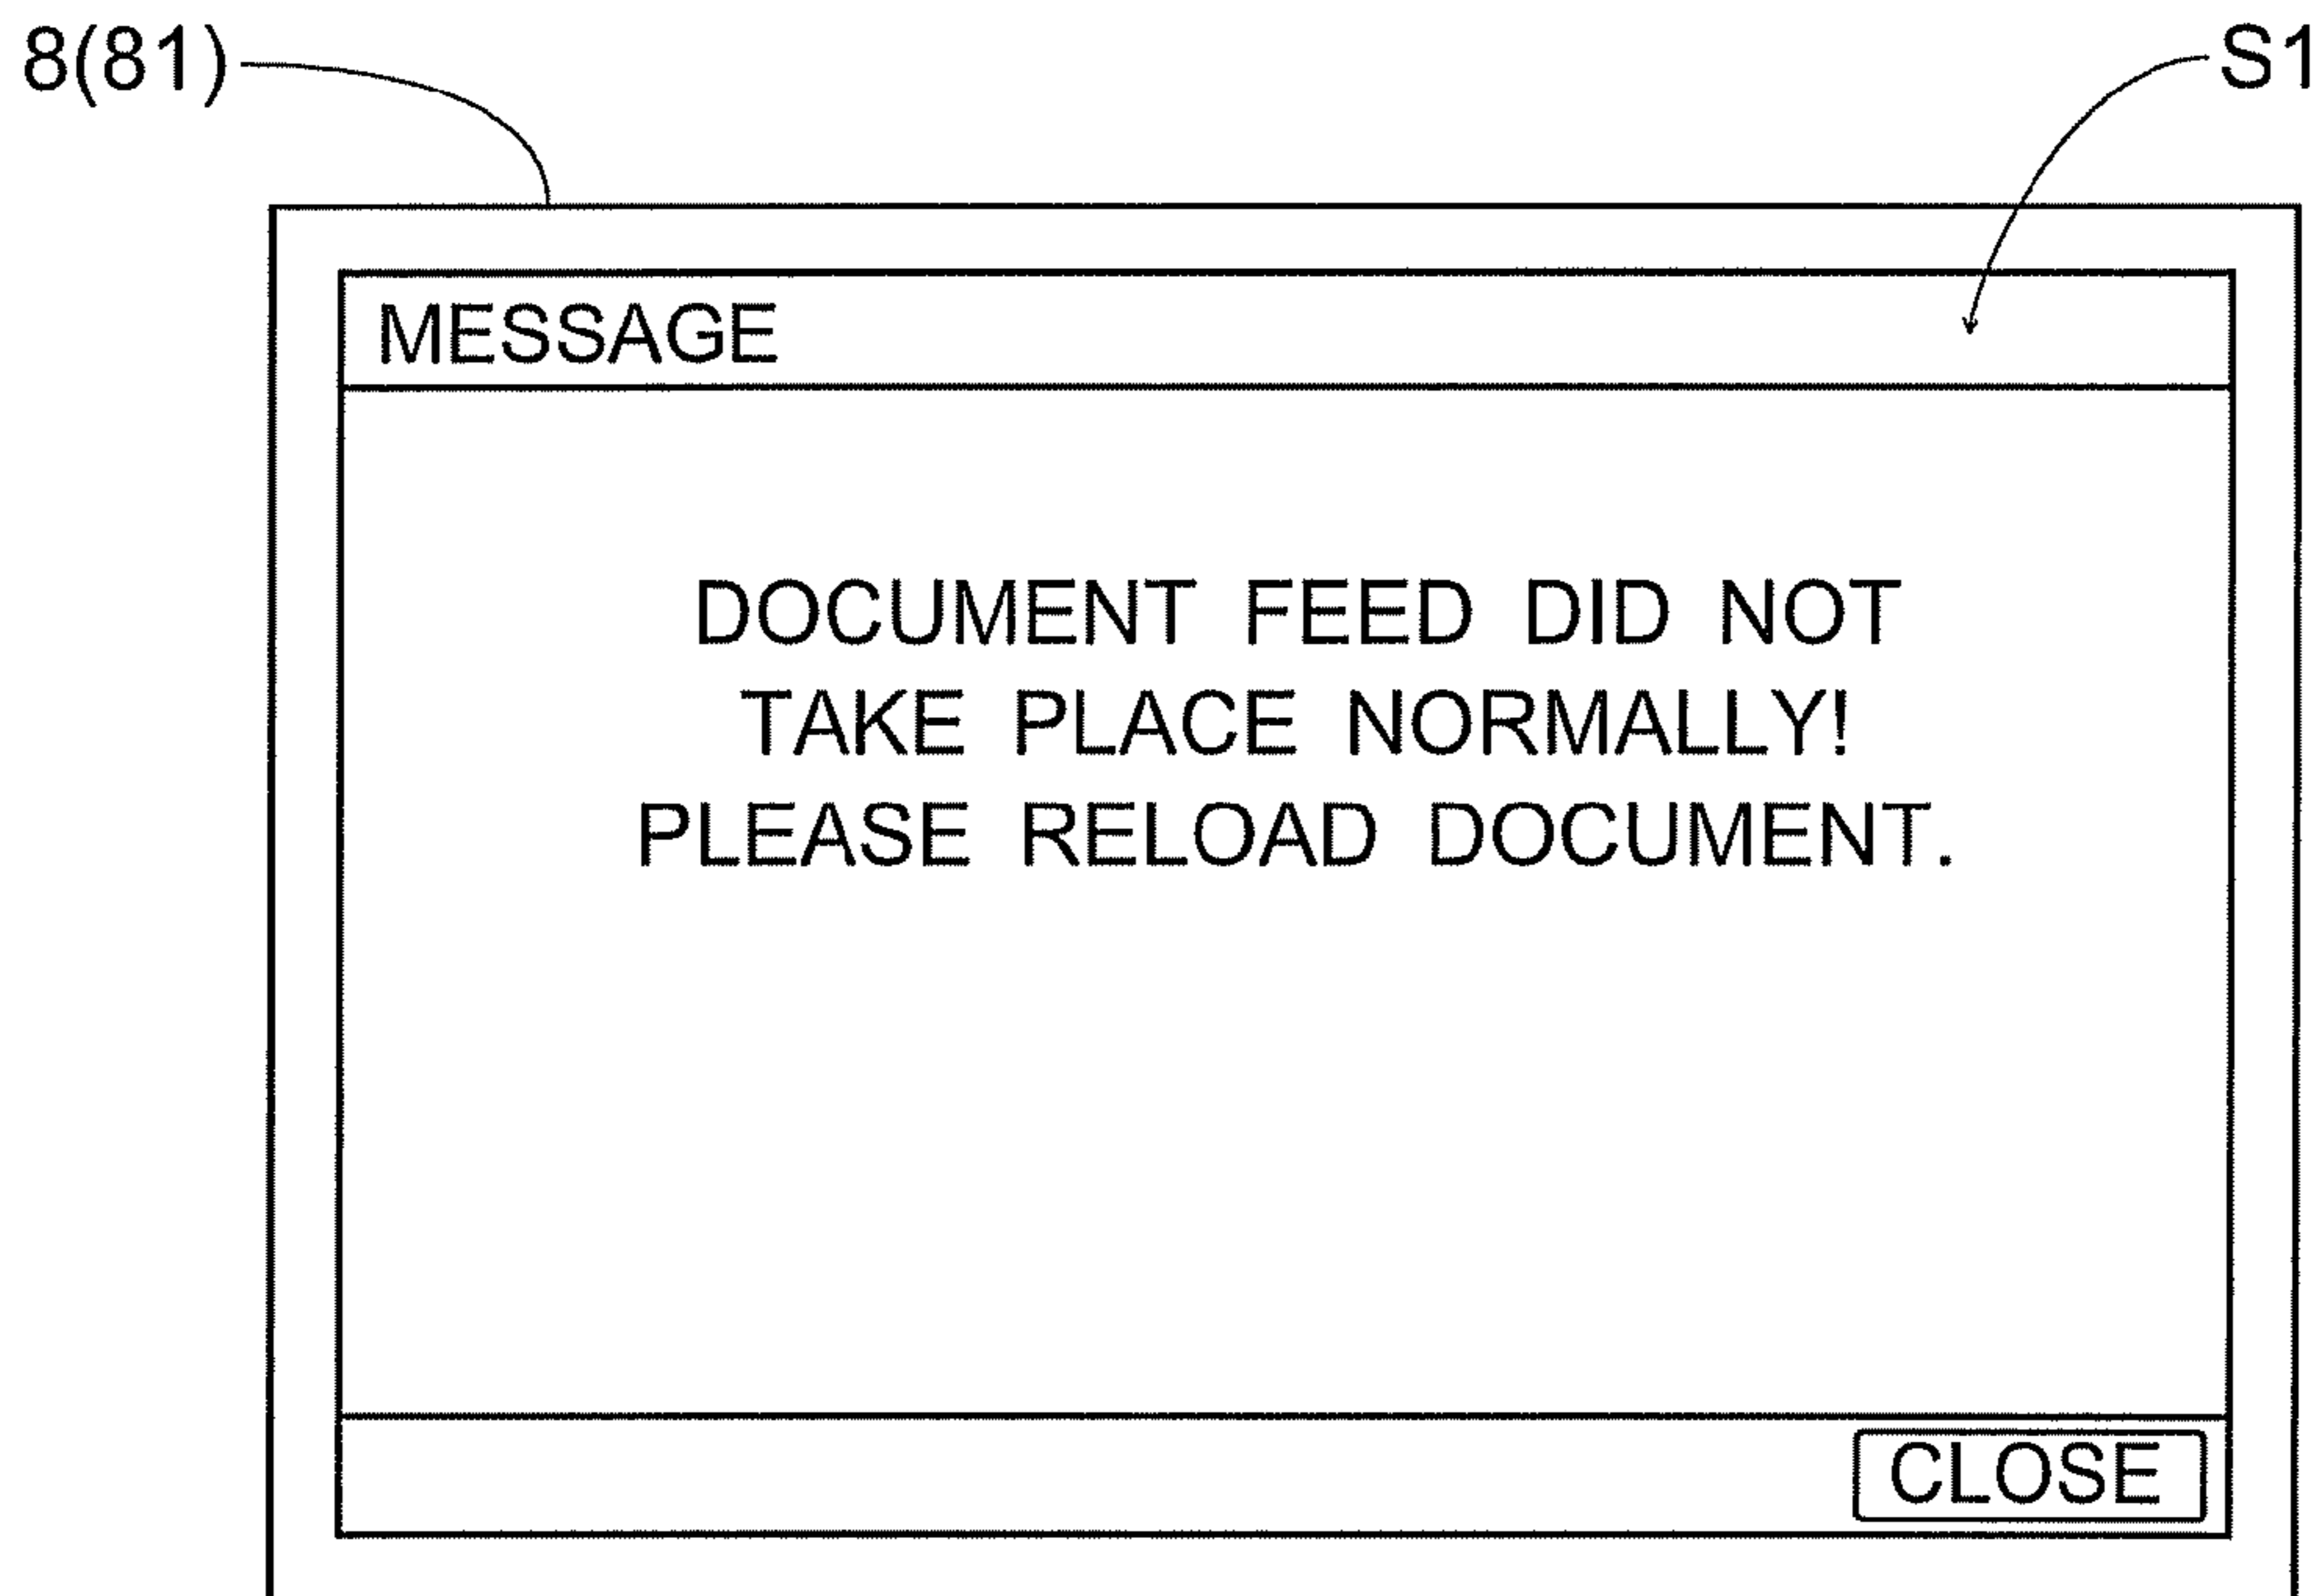 8(81)
S1
MESSAGE
DOCUMENT FEED DID NOT
TAKE PLACE NORMALLY!
PLEASE RELOAD DOCUMENT.
CLOSE